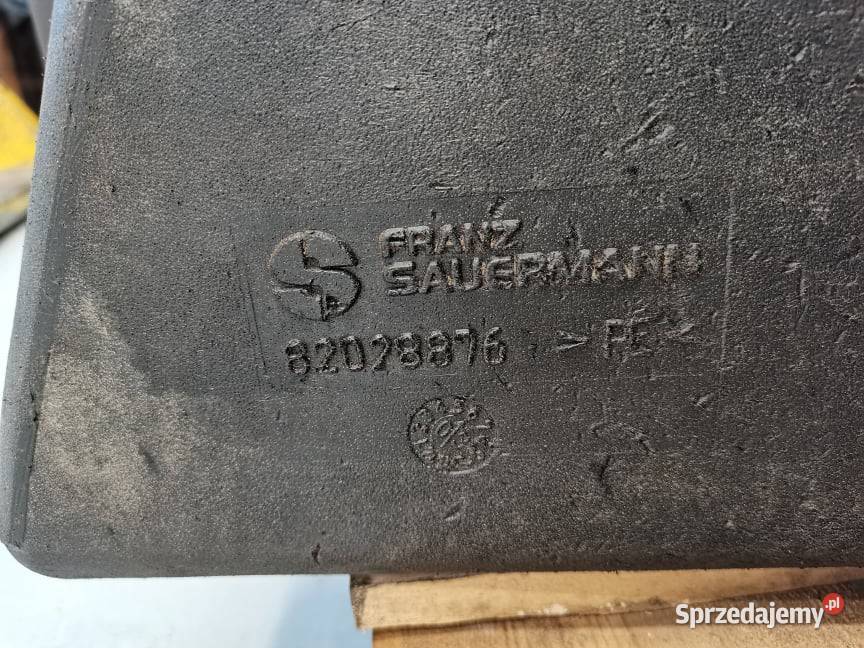 FRANZ
SAUERMANN
82028876 >PE<
Sprzedajemy.pl